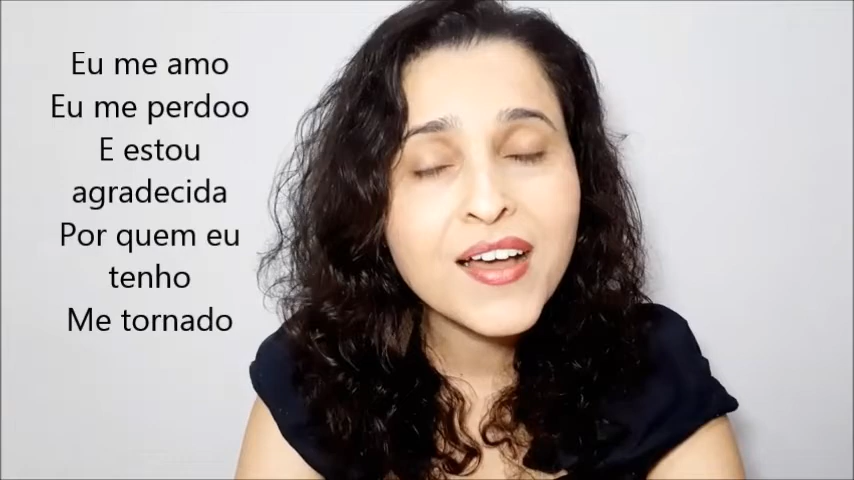 Eu me amo
Eu me perdoo
E estou
agradecida
Por quem eu
tenho
Me tornado